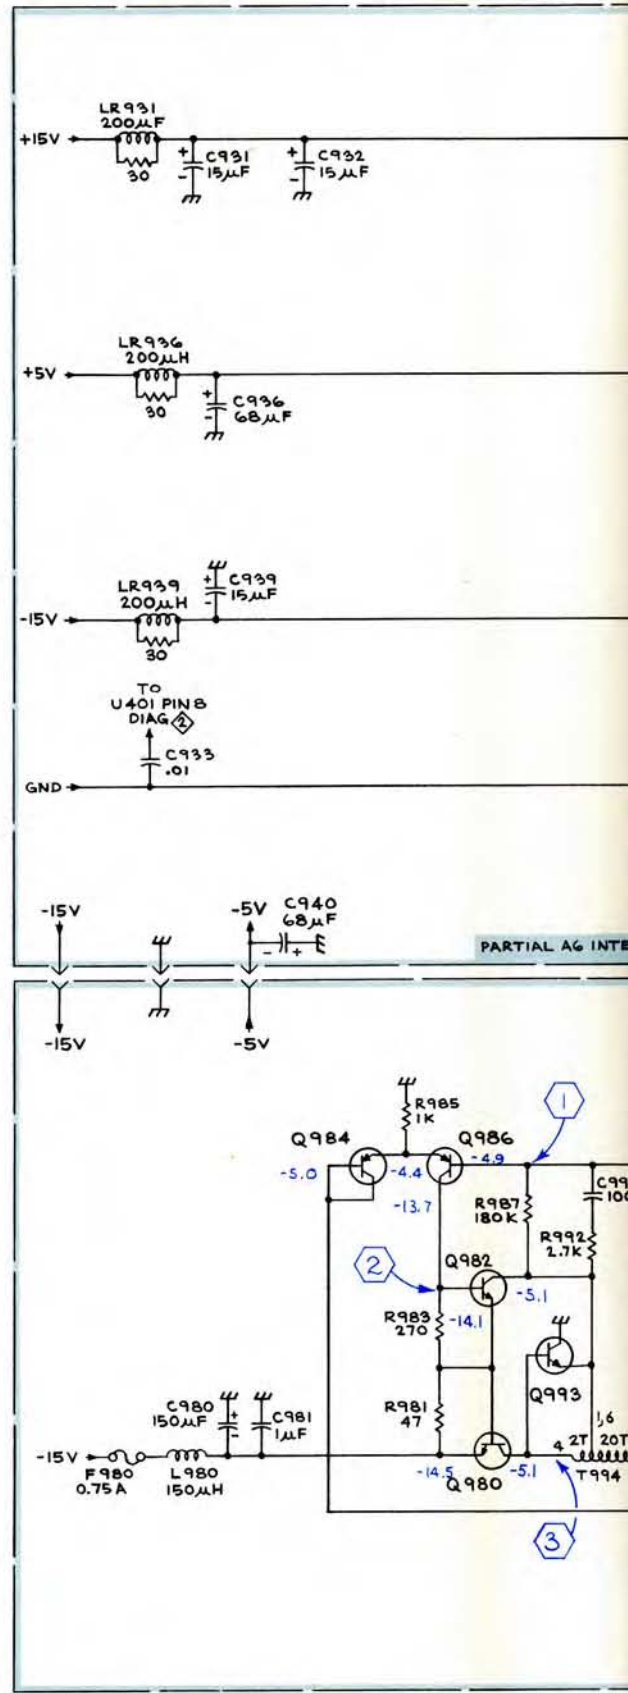 LR931
200µF
+15V
+
C931
+
C932
-
15µF
-
15µF
30
LR936
200µH
+5V
+
C936
-
68µF
30
+
C939
LR939
-
15µF
200µH
-15V
30
TO
U401 PIN8
DIAG 2
C933
.01
GND
-15V
-5V
C940
68µF
-
+
PARTIAL A6 INTE
-15V
-5V
R985
1K
1
Q984
Q986
-5.0
-4.4
-4.9
-13.7
R987
180K
C99
100
R992
2.7K
Q982
2
-5.1
R983
270
-14.1
Q993
C980
150µF
+
-
C981
1µF
R981
47
1,6
-15V
4
2T
20T
F980
0.75A
L980
150µH
-14.5
Q980
-5.1
T994
3